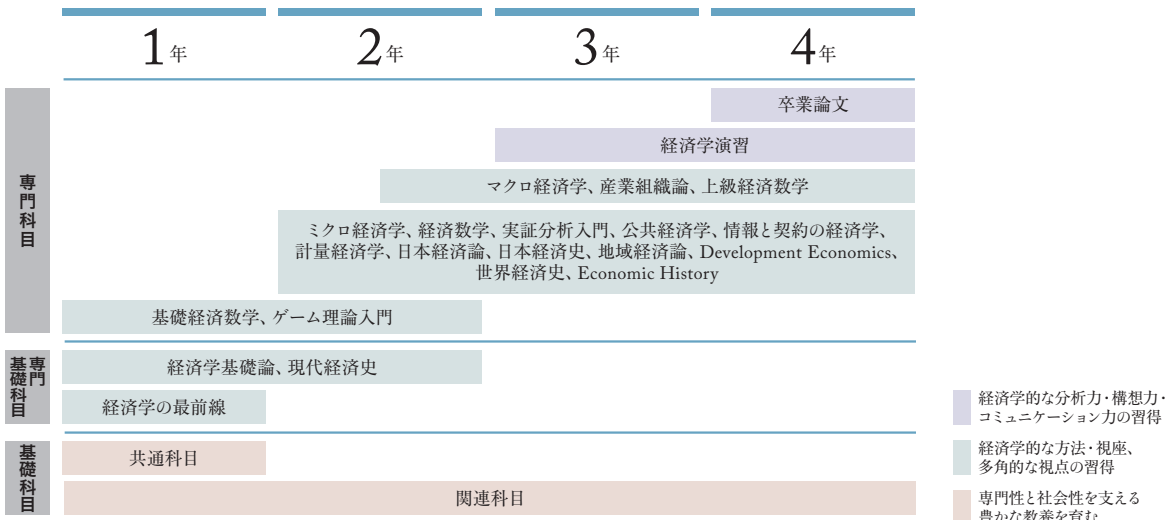 1年
2年
3年
4年
専門科目
卒業論文
経済学演習
マクロ経済学、産業組織論、上級経済数学
ミクロ経済学、経済数学、実証分析入門、公共経済学、情報と契約の経済学、
計量経済学、日本経済論、日本経済史、地域経済論、Development Economics、
世界経済史、Economic History
基礎経済数学、ゲーム理論入門
専門
基礎科目
経済学基礎論、現代経済史
経済学の最前線
基礎科目
共通科目
関連科目
経済学的な分析力・構想力・
コミュニケーション力の習得
経済学的な方法・視座、
多角的な視点の習得
専門性と社会性を支える
豊かな教養を育む